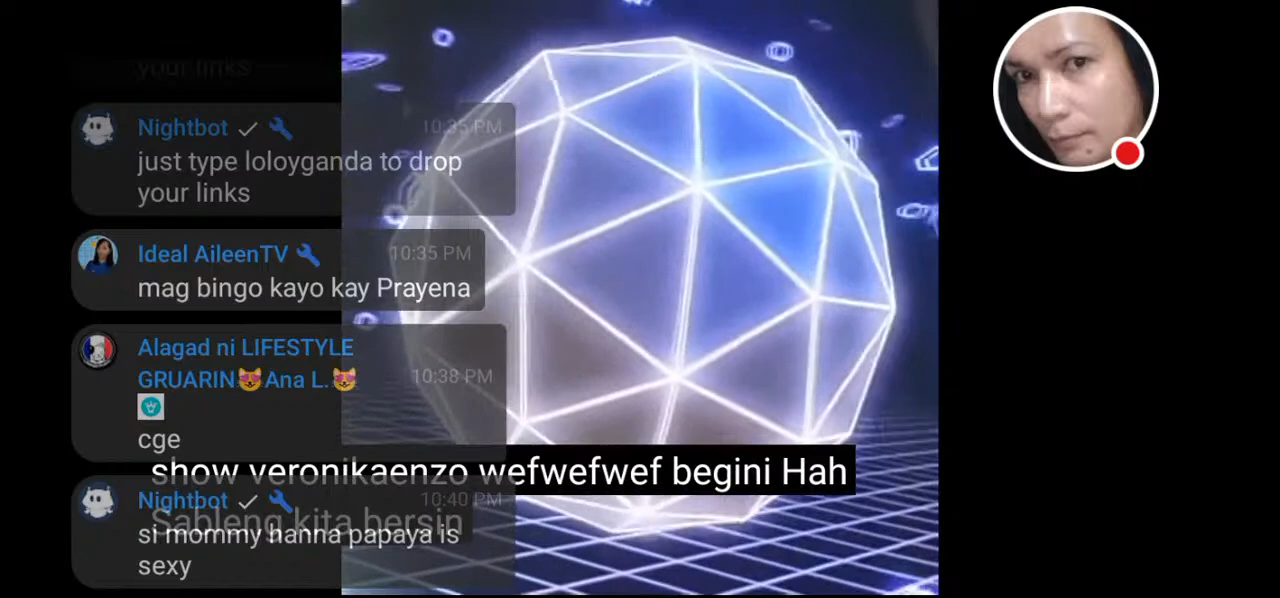 your links
Nightbot 10:35 PM
just type loloyganda to drop
your links
Ideal AileenTV 10:35 PM
mag bingo kayo kay Prayena
Alagad ni LIFESTYLE
GRUARIN😻Ana L.😻 10:38 PM
cge
show veronikaenzo wefwefwef begini Hah
Nightbot 10:40 PM
Sableng kita bersin
si mommy hanna papaya is
sexy